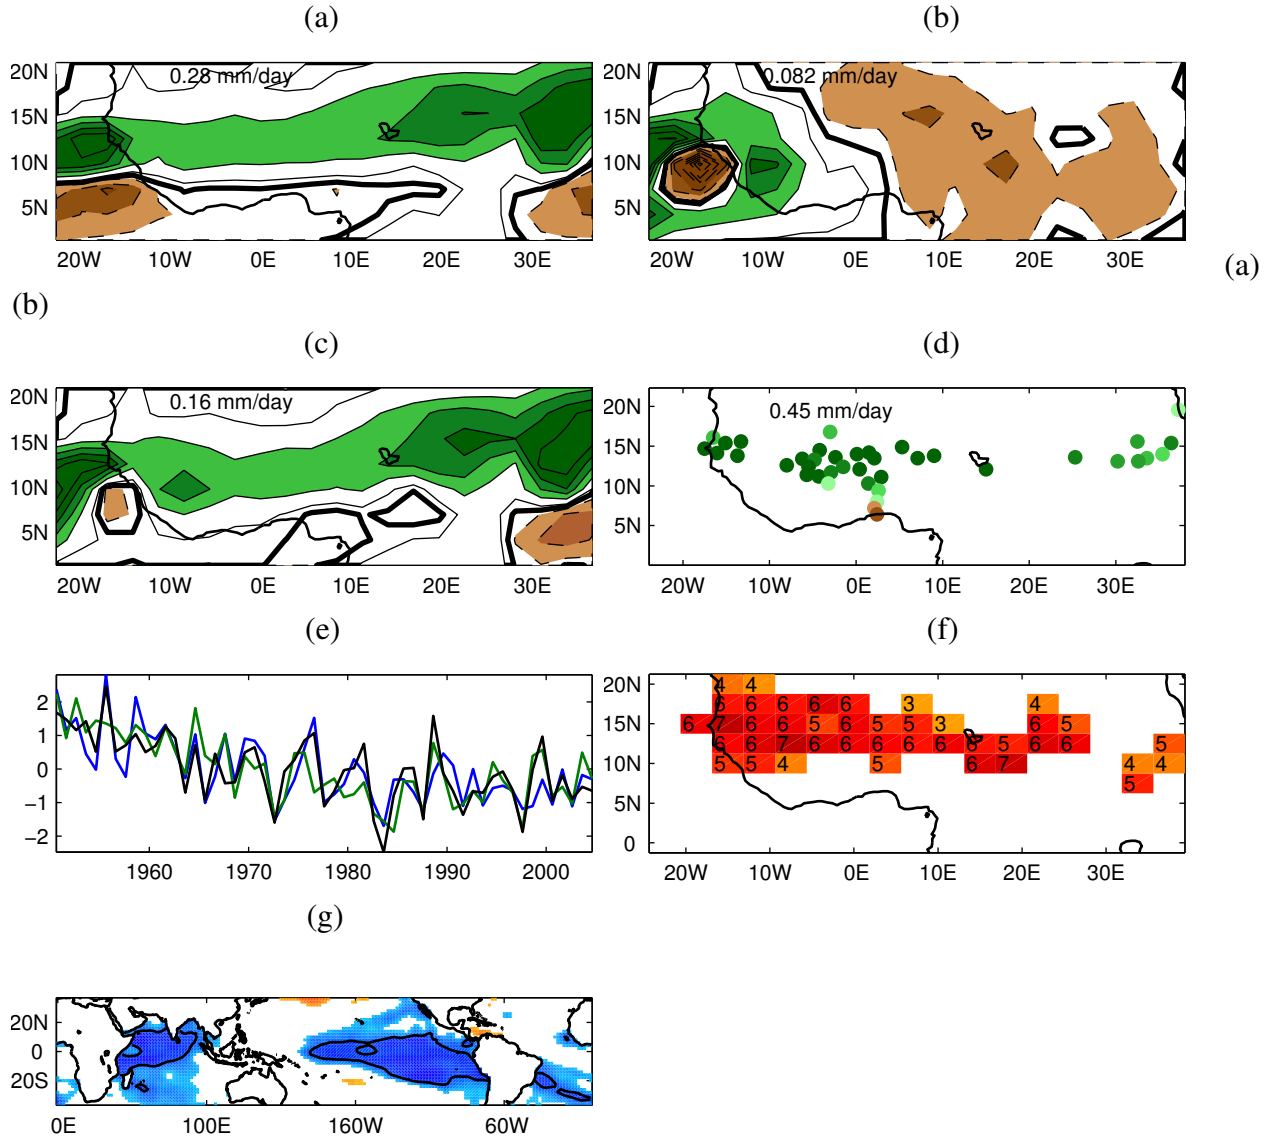 (a) (b)
20N 0.28 mm/day 20N 0.082 mm/day
15N 15N
10N 10N
5N 5N
20W 10W 0E 10E 20E 30E 20W 10W 0E 10E 20E 30E (a)
(b)
(c) (d)
20N 0.16 mm/day 20N 0.45 mm/day
15N 15N
10N 10N
5N 5N
20W 10W 0E 10E 20E 30E 20W 10W 0E 10E 20E 30E
(e) (f)
2
1
0
−1
−2
1960 1970 1980 1990 2000
20N 4 4
6 6 6 6 6 3 4
15N 6 7 6 6 5 6 5 5 3 6 5
6 6 7 6 6 6 6 6 6 5 6 6 5
10N 5 5 4 5 6 7 4 4
5
5N
0
20W 10W 0E 10E 20E 30E
(g)
20N
0
20S
0E 100E 160W 60W